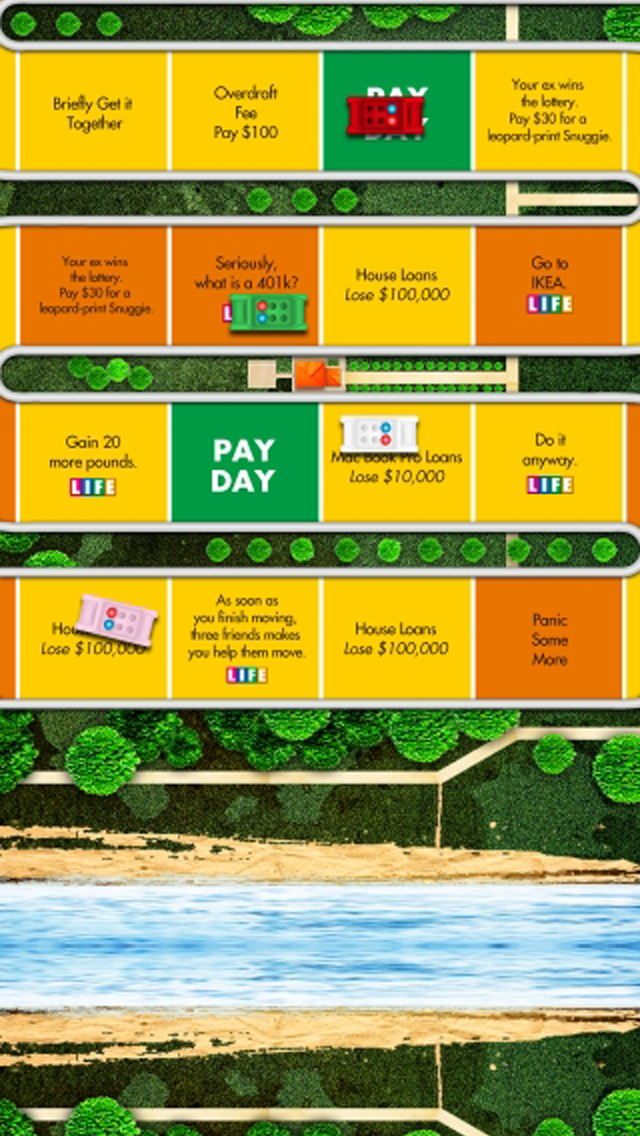 Briefly Get it
Together
Overdraft
Fee
Pay $100
PAY
DAY
Your ex wins
the lottery.
Pay $30 for a
leopard-print Snuggie.
Your ex wins
the lottery.
Pay $30 for a
leopard-print Snuggie.
Seriously,
what is a 401k?
L
House Loans
Lose $100,000
Go to
IKEA.
LIFE
Gain 20
more pounds.
LIFE
PAY
DAY
Mac Book Pro Loans
Lose $10,000
Do it
anyway.
LIFE
Lose $100,000
As soon as
you finish moving,
three friends makes
you help them move.
LIFE
House Loans
Lose $100,000
Panic
Some
More